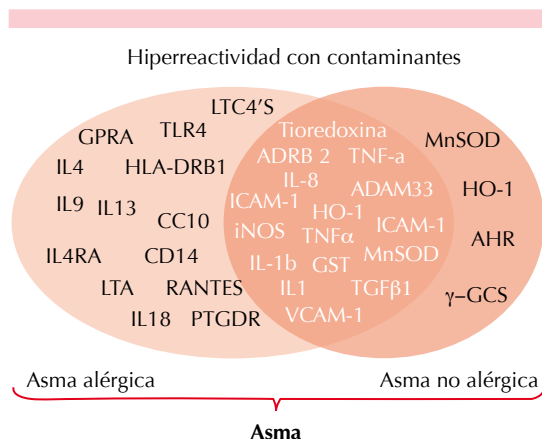 Hiperreactividad con contaminantes
LTC4'S
GPRA
TLR4
IL4
HLA-DRB1
IL9
IL13
CC10
IL4RA
CD14
LTA
RANTES
IL18
PTGDR
Tioredoxina
ADRB 2
TNF-a
IL-8
ADAM33
ICAM-1
HO-1
ICAM-1
iNOS
TNFα
MnSOD
IL-1b
GST
IL1
TGFβ1
VCAM-1
MnSOD
HO-1
AHR
γ–GCS
Asma alérgica
Asma no alérgica
Asma